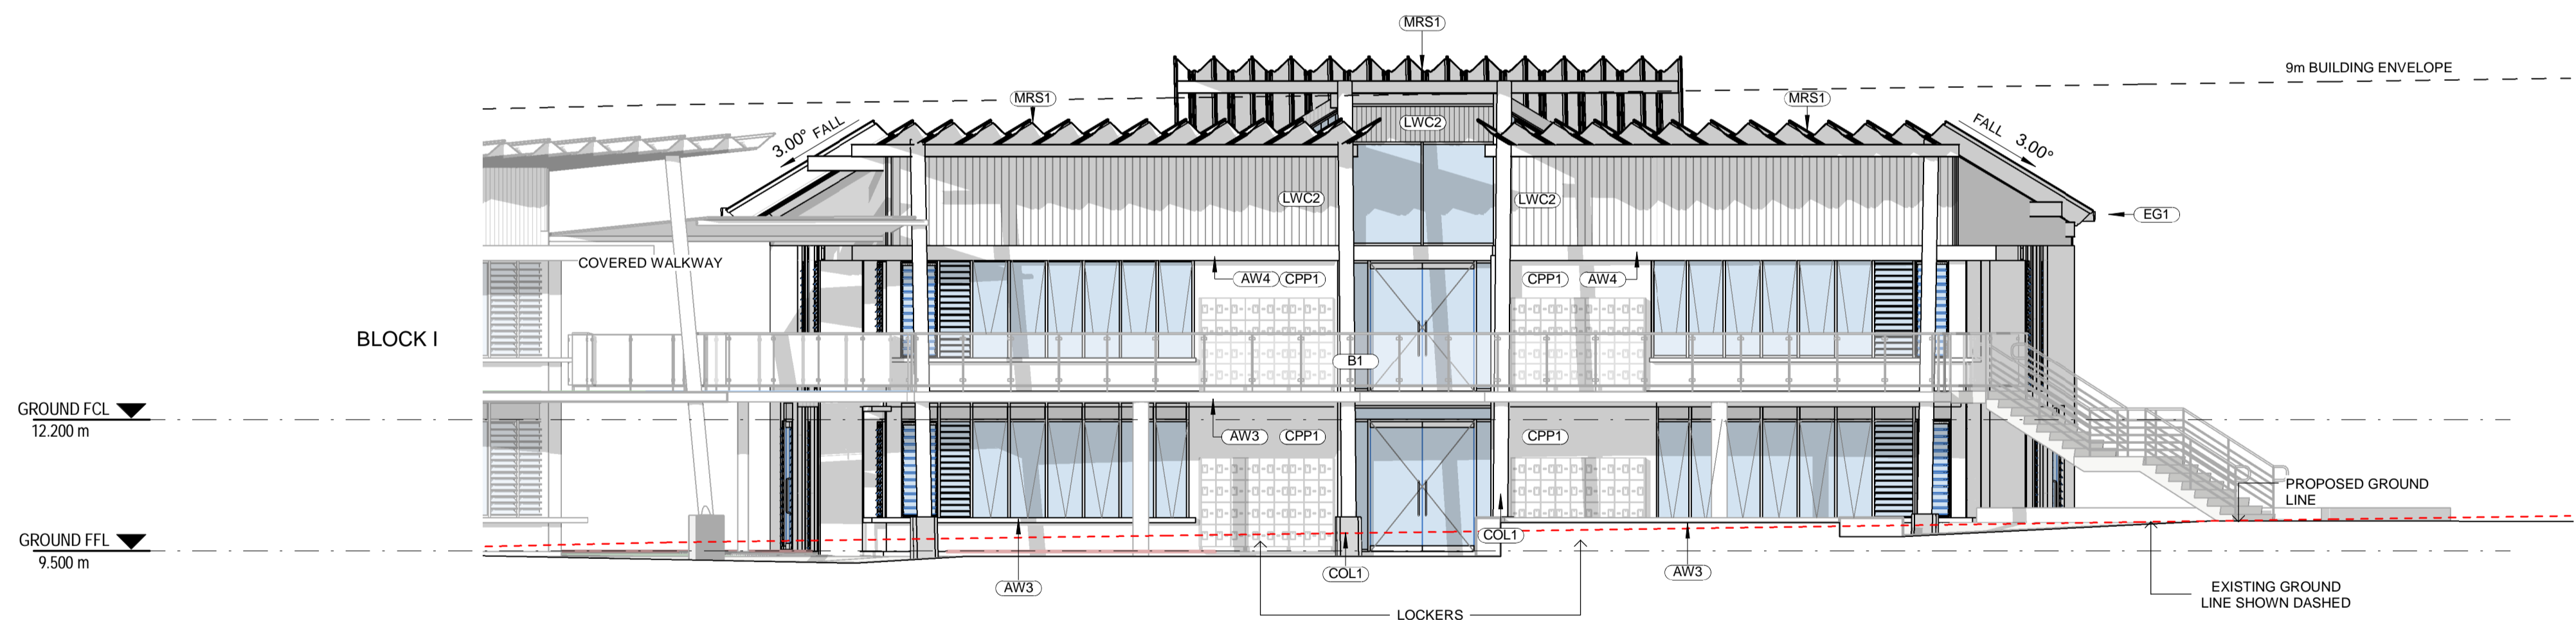 MRS1
9m BUILDING ENVELOPE
MRS1
MRS1
3.00° FALL
LWC2
FALL 3.00°
LWC2
LWC2
EG1
COVERED WALKWAY
AW4
CPP1
CPP1
AW4
BLOCK I
B1
GROUND FCL
12.200 m
AW3
CPP1
CPP1
PROPOSED GROUND
LINE
GROUND FFL
9.500 m
COL1
COL1
AW3
AW3
EXISTING GROUND
LINE SHOWN DASHED
LOCKERS